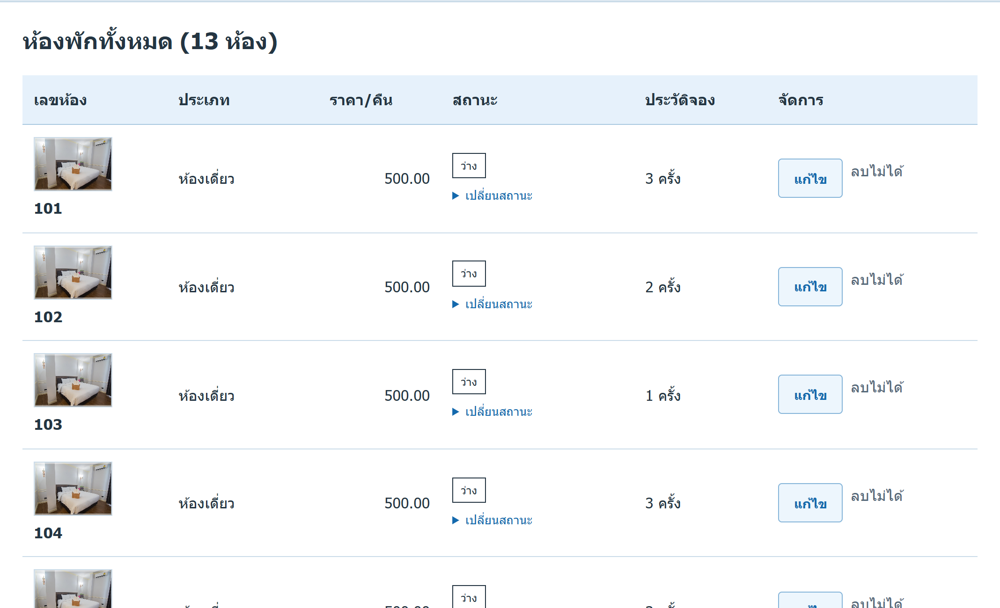 ห้องพักทั้งหมด (13 ห้อง)
เลขห้อง ประเภท ราคา/คืน สถานะ ประวัติจอง จัดการ
ว่าง
ห้องเดี่ยว 500.00 3 ครั้ง แก้ไข ลบไม่ได้
▶ เปลี่ยนสถานะ
101
ว่าง
ห้องเดี่ยว 500.00 2 ครั้ง แก้ไข ลบไม่ได้
▶ เปลี่ยนสถานะ
102
ว่าง
ห้องเดี่ยว 500.00 1 ครั้ง แก้ไข ลบไม่ได้
▶ เปลี่ยนสถานะ
103
ว่าง
ห้องเดี่ยว 500.00 3 ครั้ง แก้ไข ลบไม่ได้
▶ เปลี่ยนสถานะ
104
ว่าง
ลบไม่ได้